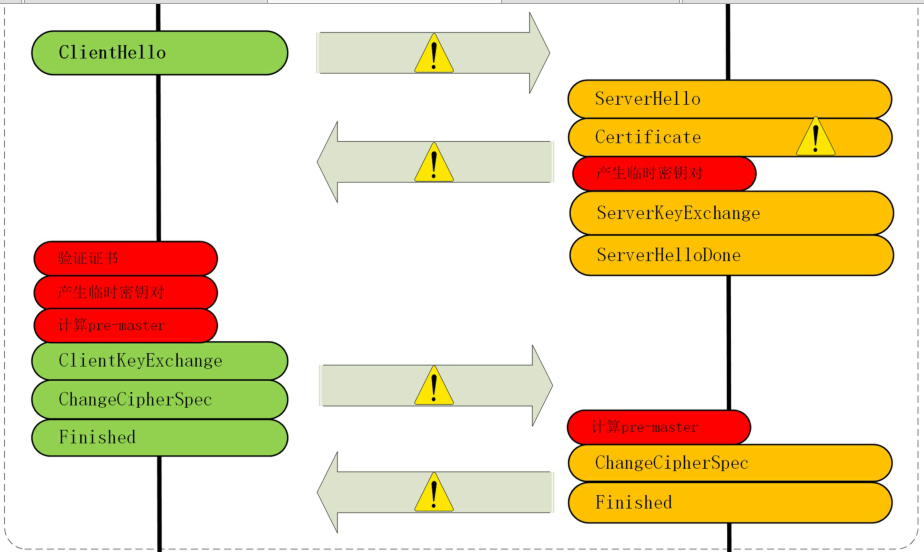 ClientHello
ServerHello
Certificate
产生临时密钥对
ServerKeyExchange
ServerHelloDone
验证证书
产生临时密钥对
计算pre-master
ClientKeyExchange
ChangeCipherSpec
Finished
计算pre-master
ChangeCipherSpec
Finished